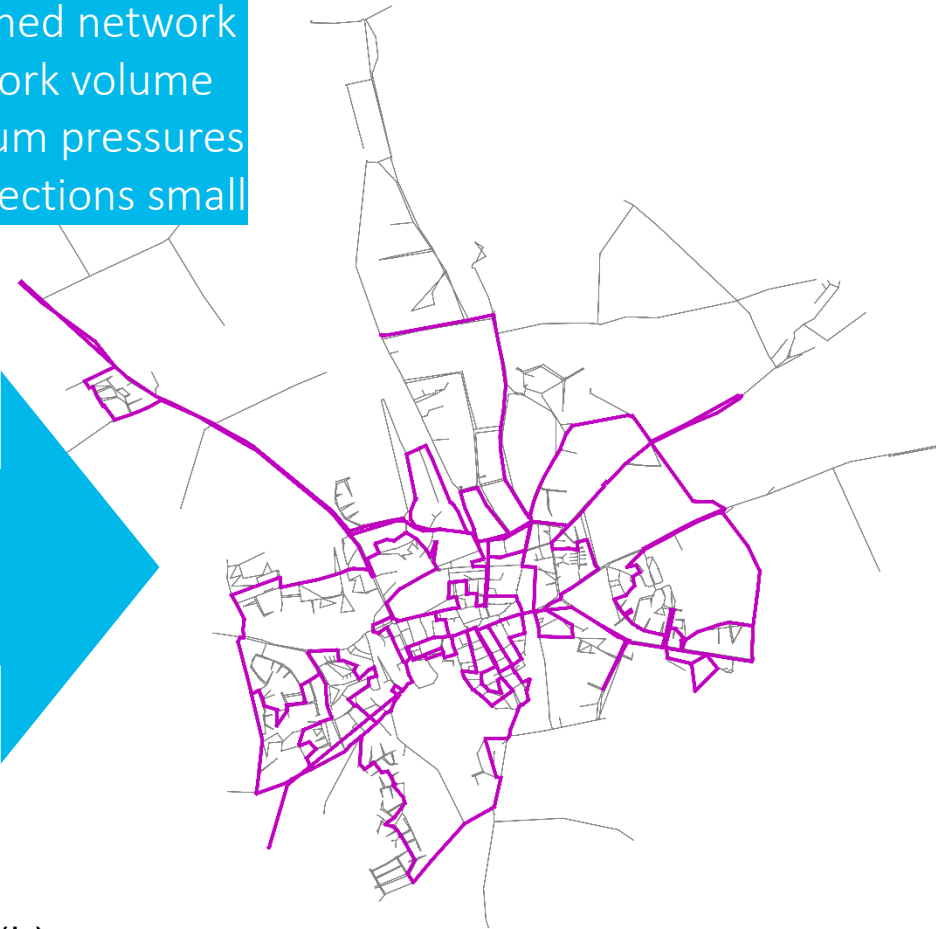 ned network
ork volume
um pressures
ections small